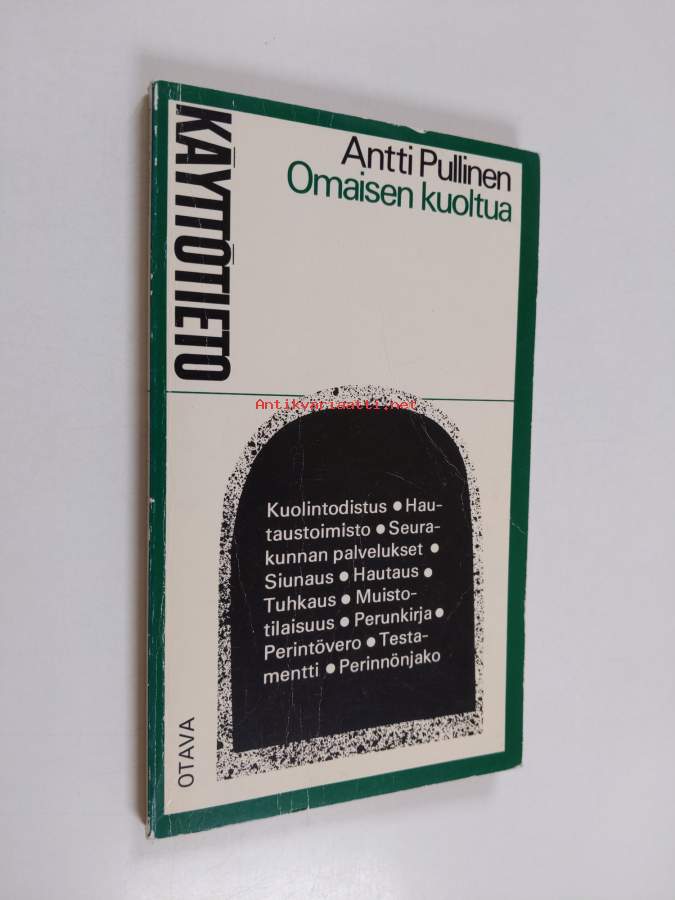 KÄYTTÖTIETO
Antti Pullinen
Omaisen kuoltua
Antikvariaatti.net
Kuolintodistus ● Hau-
taustoimisto ● Seura-
kunnan palvelukset ●
Siunaus ● Hautaus ●
Tuhkaus ● Muisto-
tilaisuus ● Perunkirja ●
Perintövero ● Testa-
mentti ● Perinnönjako
OTAVA